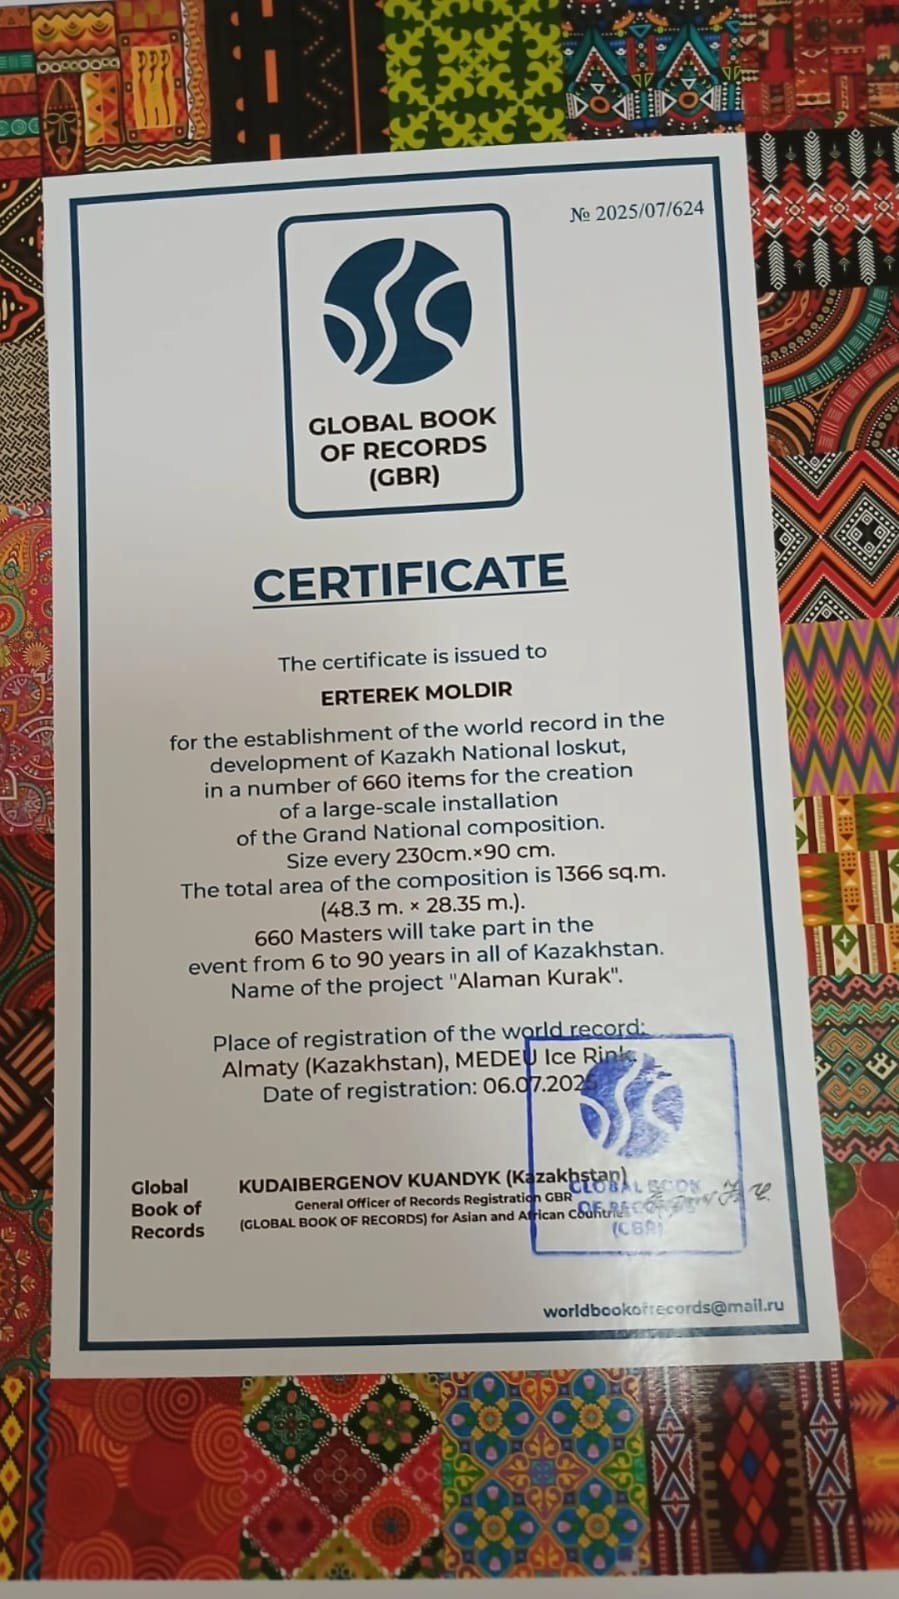 № 2025/07/624
GLOBAL BOOK
OF RECORDS
(GBR)
CERTIFICATE
The certificate is issued to
ERTEREK MOLDIR
for the establishment of the world record in the
development of Kazakh National loskut,
in a number of 660 items for the creation
of a large-scale installation
of the Grand National composition.
Size every 230cm.×90 cm.
The total area of the composition is 1366 sq.m.
(48.3 m. × 28.35 m.).
660 Masters will take part in the
event from 6 to 90 years in all of Kazakhstan.
Name of the project "Alaman Kurak".
Place of registration of the world record:
Almaty (Kazakhstan), MEDEU Ice Rink.
Date of registration: 06.07.2025
Global
Book of
Records
KUDAIBERGENOV KUANDYK (Kazakhstan)
General Officer of Records Registration GBR
(GLOBAL BOOK OF RECORDS) for Asian and African Countries
GLOBAL BOOK
OF RECORDS
(GBR)
worldbookofrecords@mail.ru